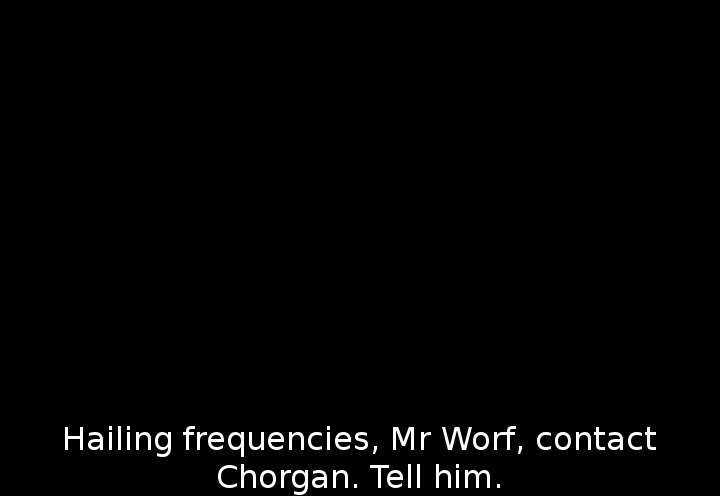 Hailing frequencies, Mr Worf, contact
Chorgan. Tell him.